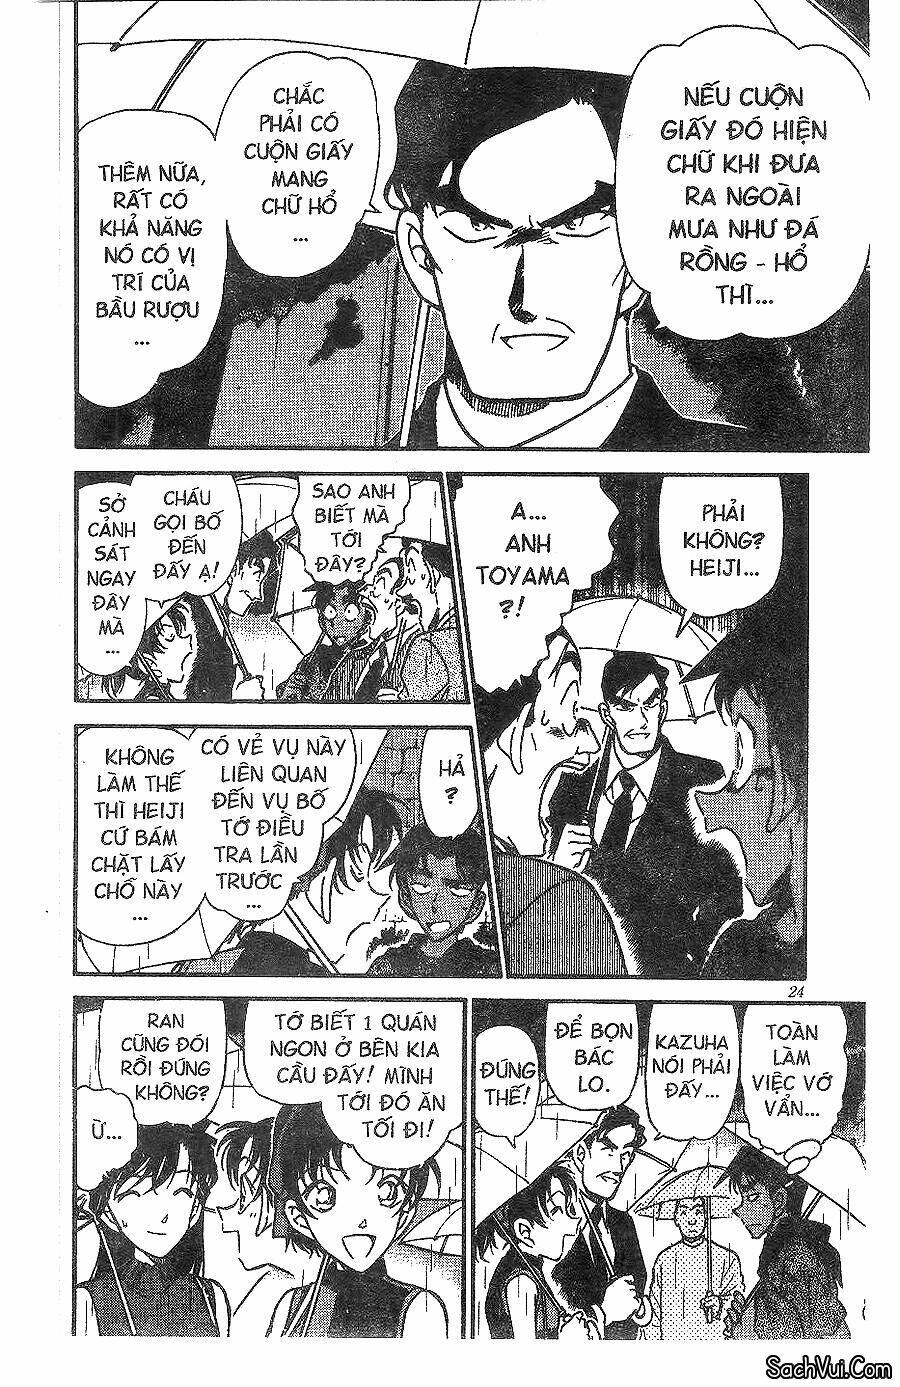 NẾU CUỘN
GIẤY ĐÓ HIỆN
CHỮ KHI ĐƯA
RA NGOÀI
MƯA NHƯ ĐÁ
RỒNG - HỔ
THÌ...
CHẮC
PHẢI CÓ
CUỘN GIẤY
MANG
CHỮ HỔ
...
THÊM NỮA,
RẤT CÓ
KHẢ NĂNG
NÓ CÓ VỊ
TRÍ CỦA
BẦU RƯỢU
...
PHẢI
KHÔNG?
HEIJI...
A...
ANH
TOYAMA
?!
SAO ANH
BIẾT MÀ
TỚI
ĐÂY?
CHÁU
GỌI BỐ
ĐẾN
ĐẤY Ạ!
SỞ
CẢNH
SÁT
NGAY
ĐÂY
MÀ
...
HẢ
?
CÓ VẺ VỤ NÀY
LIÊN QUAN
ĐẾN VỤ BỐ
TỚ ĐIỀU
TRA LẦN
TRƯỚC
...
KHÔNG
LÀM THẾ
THÌ HEIJI
CỨ BÁM
CHẶT LẤY
CHỖ NÀY
...
24
TOÀN
LÀM
VIỆC VỚ
VẨN...
KAZUHA
NÓI PHẢI
ĐẤY...
ĐỂ BỌN
BÁC
LO.
ĐÚNG
THẾ!
TỚ BIẾT 1 QUÁN
NGON Ở BÊN KIA
CẦU ĐẤY! MÌNH
TỚI ĐÓ ĂN
TỐI ĐI!
RAN
CŨNG ĐÓI
RỒI ĐÚNG
KHÔNG?
Ừ...
SachVui.Com